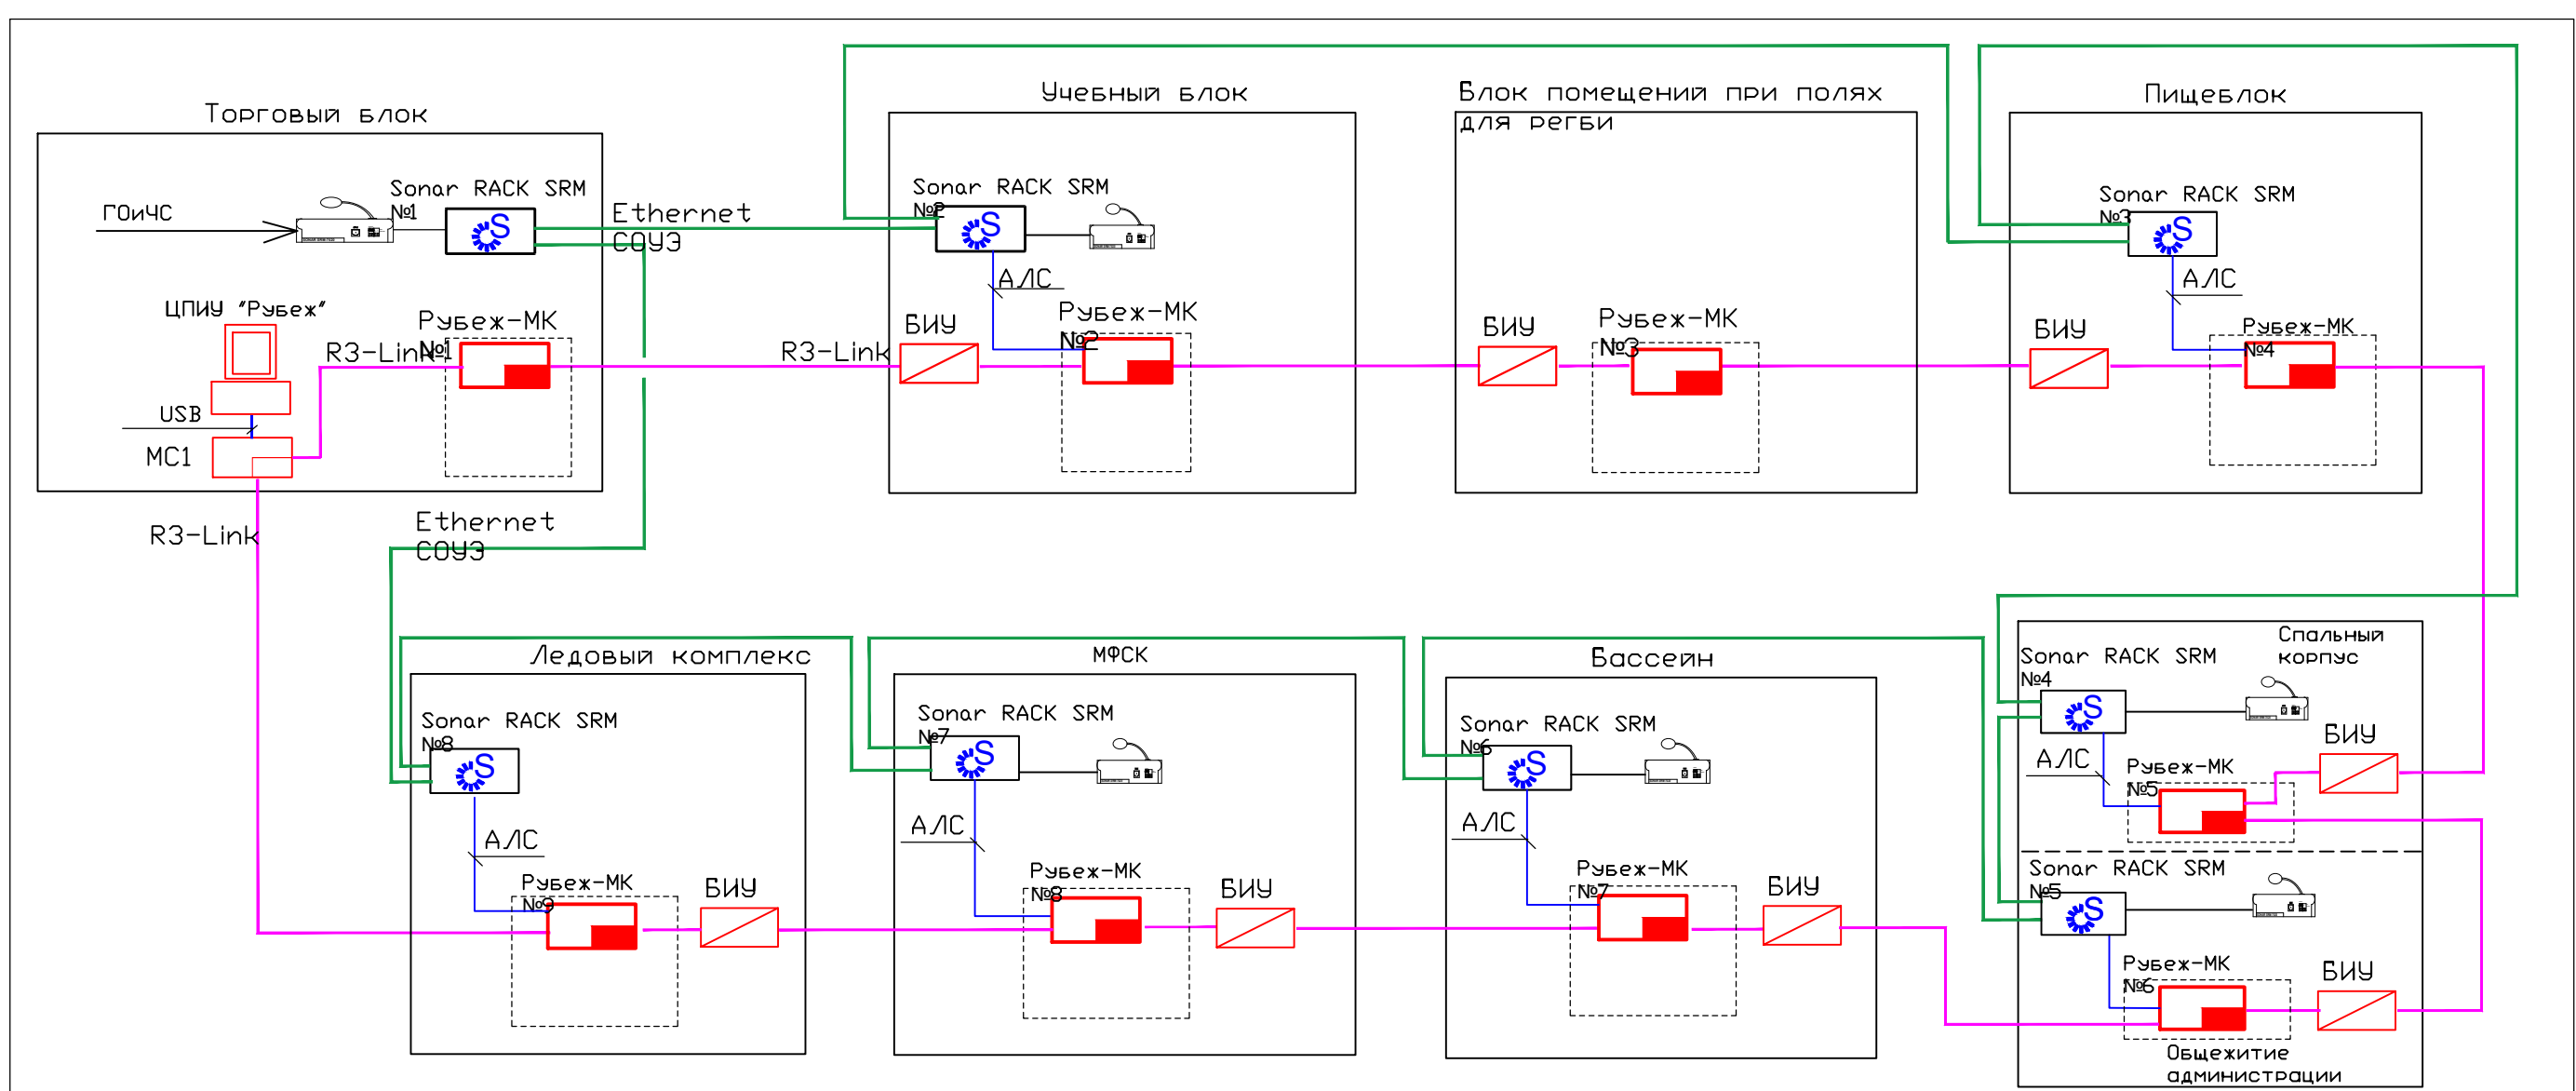 Торговый блок
ГОиЧС
Sonar RACK SRM
№1
Ethernet
СОУЭ
ЦПИУ "Рубеж"
R3-Link
Рубеж-МК
№1
USB
МС1
R3-Link
Ethernet
СОУЭ
Учебный блок
Sonar RACK SRM
№2
АЛС
R3-Link
БИУ
Рубеж-МК
№2
Блок помещений при полях
для регби
БИУ
Рубеж-МК
№3
Пищеблок
Sonar RACK SRM
№3
АЛС
БИУ
Рубеж-МК
№4
Ледовый комплекс
Sonar RACK SRM
№8
АЛС
Рубеж-МК
№9
БИУ
МФСК
Sonar RACK SRM
№7
АЛС
Рубеж-МК
№8
БИУ
Бассейн
Sonar RACK SRM
№6
АЛС
Рубеж-МК
№7
БИУ
Спальный
корпус
Sonar RACK SRM
№4
БИУ
АЛС
Рубеж-МК
№5
Sonar RACK SRM
№5
Рубеж-МК
№6
БИУ
Общежитие
администрации